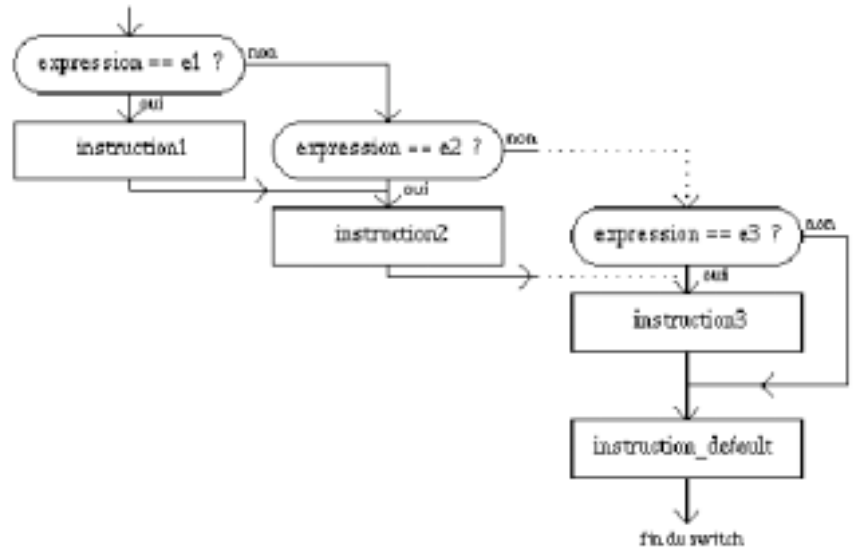 expression == e1 ?
non
oui
instruction1
expression == e2 ?
non
oui
instruction2
expression == e3 ?
non
oui
instruction3
instruction_default
fin du switch